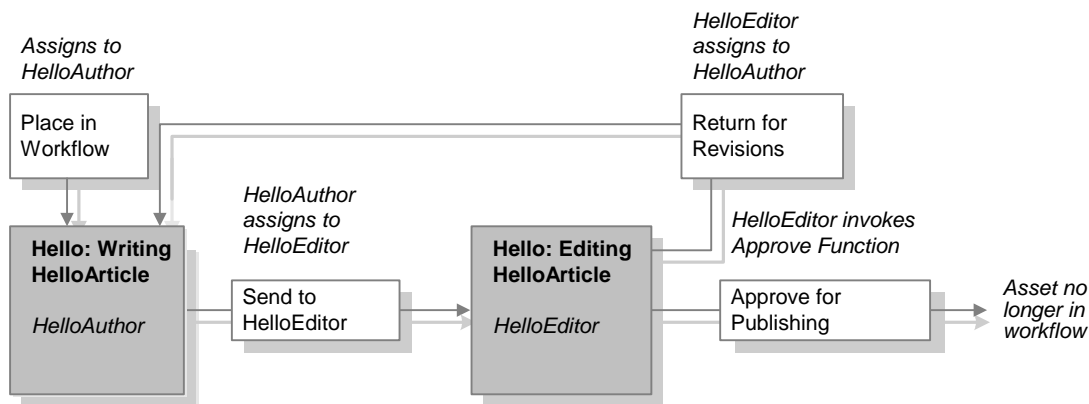 Assigns to
HelloAuthor
HelloEditor
assigns to
HelloAuthor
Place in
Workflow
Return for
Revisions
HelloAuthor
assigns to
HelloEditor
HelloEditor invokes
Approve Function
Hello: Writing
HelloArticle
HelloAuthor
Send to
HelloEditor
Hello: Editing
HelloArticle
HelloEditor
Approve for
Publishing
Asset no
longer in
workflow